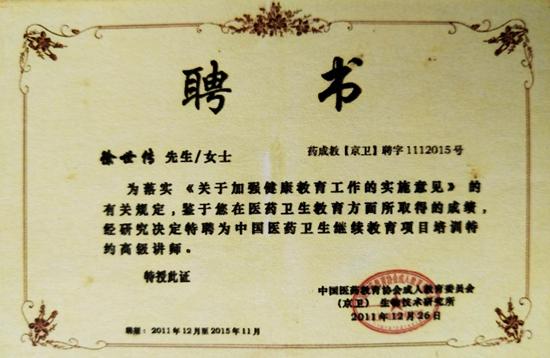 聘书
徐世传 先生/女士
药成教【京卫】聘字1112015号
为落实《关于加强健康教育工作的实施意见》的
有关规定，鉴于您在医药卫生教育方面所取得的成绩，
经研究决定特聘为中国医药卫生继续教育项目培训特
约高级讲师。
特授此证
中国医药教育协会成人教育委员会
（京卫）生物技术研究所
2011年12月26日
聘期：2011年12月至2015年11月